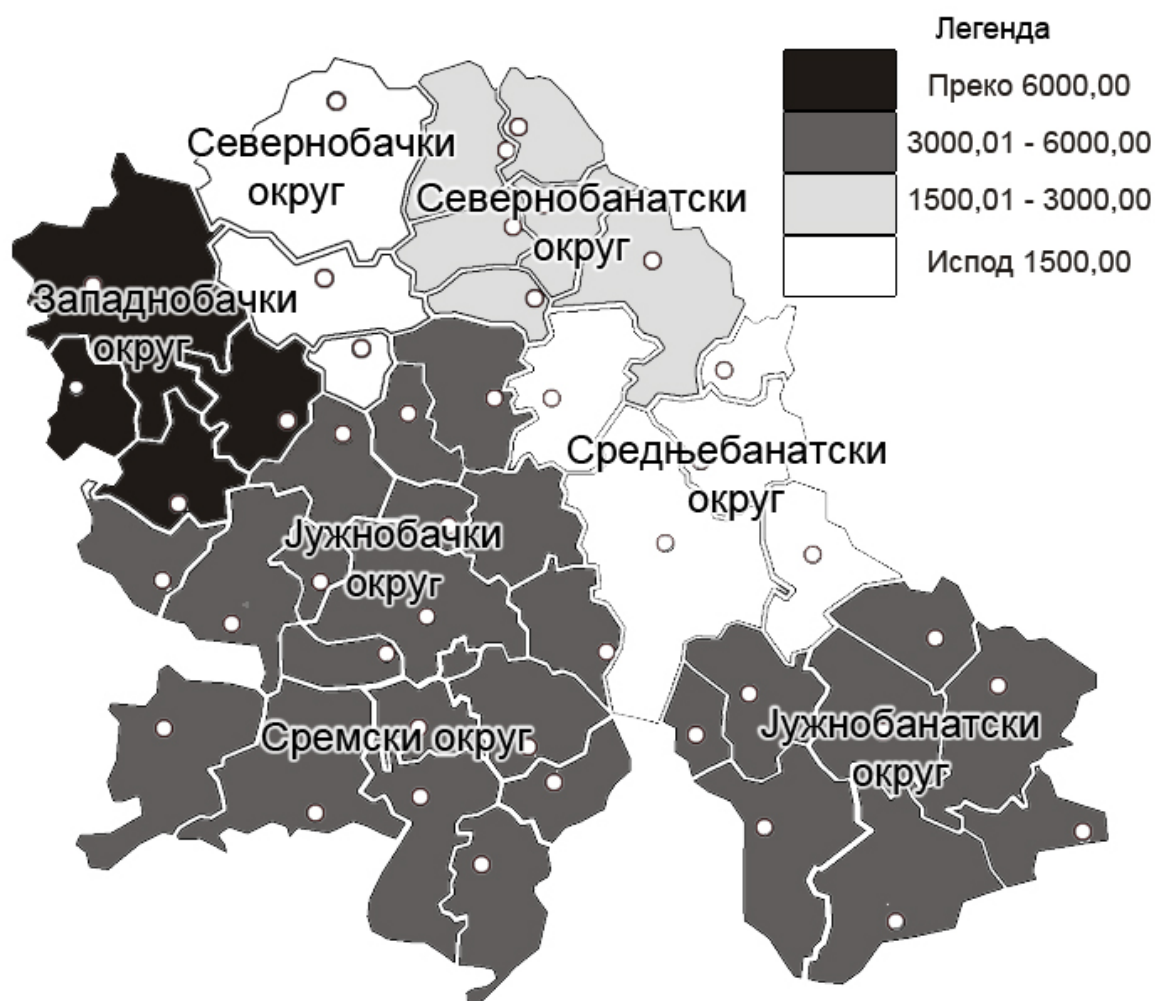 Легенда
Преко 6000,00
3000,01 - 6000,00
1500,01 - 3000,00
Испод 1500,00
Севернобачки
округ
Севернобанатски
округ
Западнобачки
округ
Средњебанатски
округ
Јужнобачки
округ
Сремски округ
Јужнобанатски
округ